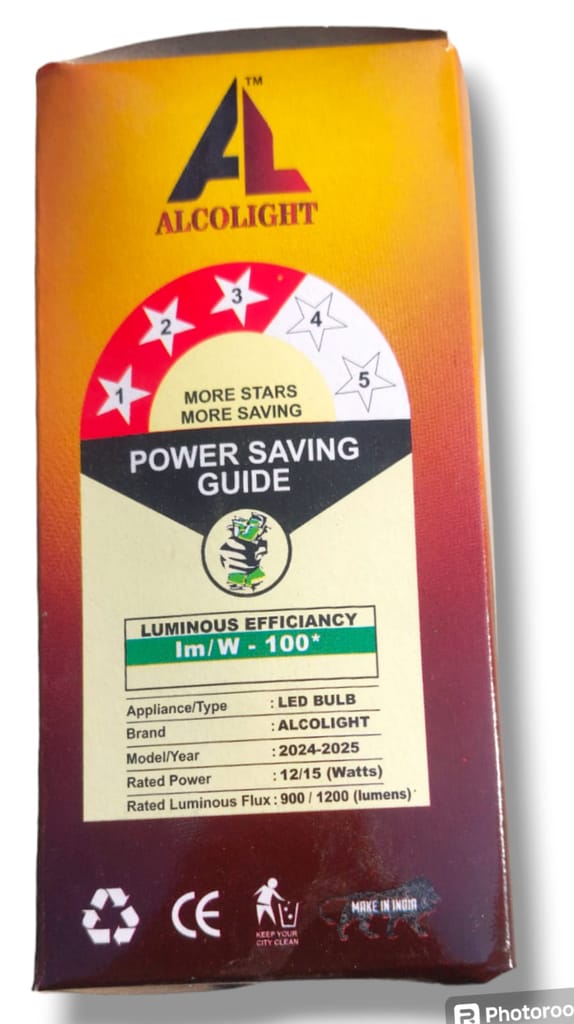 AL™
ALCOLIGHT
1 2 3 4 5
MORE STARS
MORE SAVING
POWER SAVING
GUIDE
LUMINOUS EFFICIANCY
lm/W - 100*
Appliance/Type : LED BULB
Brand : ALCOLIGHT
Model/Year : 2024-2025
Rated Power : 12/15 (Watts)
Rated Luminous Flux : 900 / 1200 (lumens)
CE
KEEP YOUR
CITY CLEAN
MAKE IN INDIA
Photoroo